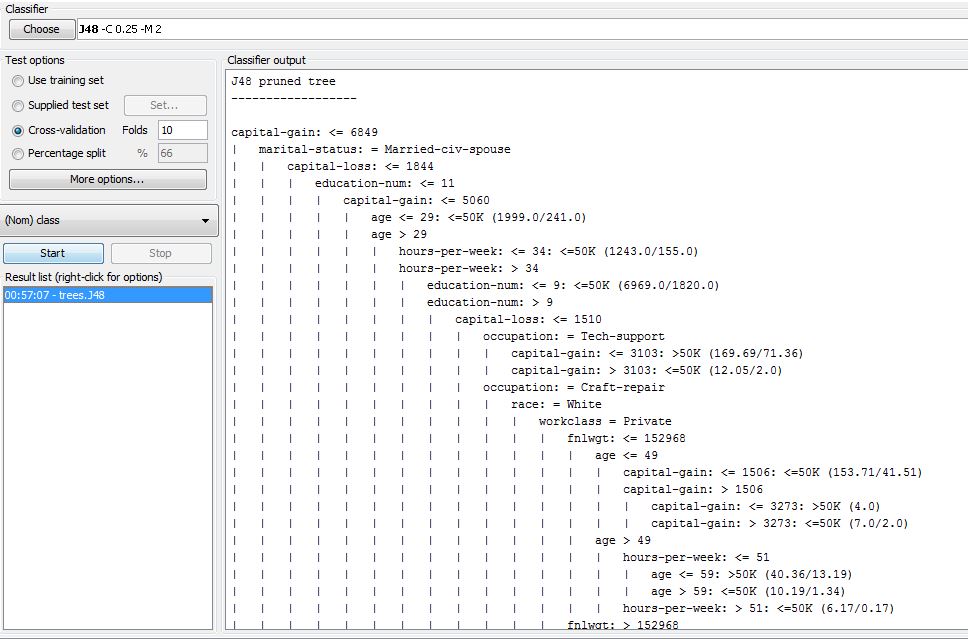 Classifier
Choose J48 -C 0.25 -M 2
Test options
Use training set
Supplied test set Set...
Cross-validation Folds 10
Percentage split % 66
More options...
(Nom) class
Start Stop
Result list (right-click for options)
00:57:07 - trees.J48
Classifier output
J48 pruned tree
------------------
capital-gain: <= 6849
| marital-status: = Married-civ-spouse
| | capital-loss: <= 1844
| | | education-num: <= 11
| | | | capital-gain: <= 5060
| | | | | age <= 29: <=50K (1999.0/241.0)
| | | | | age > 29
| | | | | | hours-per-week: <= 34: <=50K (1243.0/155.0)
| | | | | | hours-per-week: > 34
| | | | | | | education-num: <= 9: <=50K (6969.0/1820.0)
| | | | | | | education-num: > 9
| | | | | | | | capital-loss: <= 1510
| | | | | | | | | occupation: = Tech-support
| | | | | | | | | | capital-gain: <= 3103: >50K (169.69/71.36)
| | | | | | | | | | capital-gain: > 3103: <=50K (12.05/2.0)
| | | | | | | | | occupation: = Craft-repair
| | | | | | | | | | race: = White
| | | | | | | | | | | workclass = Private
| | | | | | | | | | | | fnlwgt: <= 152968
| | | | | | | | | | | | | age <= 49
| | | | | | | | | | | | | | capital-gain: <= 1506: <=50K (153.71/41.51)
| | | | | | | | | | | | | | capital-gain: > 1506
| | | | | | | | | | | | | | | capital-gain: <= 3273: >50K (4.0)
| | | | | | | | | | | | | | | capital-gain: > 3273: <=50K (7.0/2.0)
| | | | | | | | | | | | | age > 49
| | | | | | | | | | | | | | hours-per-week: <= 51
| | | | | | | | | | | | | | | age <= 59: >50K (40.36/13.19)
| | | | | | | | | | | | | | | age > 59: <=50K (10.19/1.34)
| | | | | | | | | | | | | | hours-per-week: > 51: <=50K (6.17/0.17)
| | | | | | | | | | | | fnlwgt: > 152968